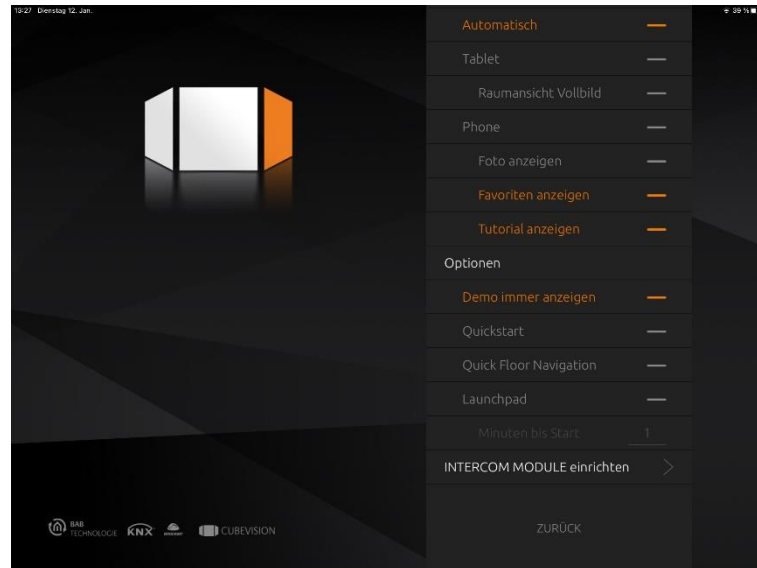 13:27 Dienstag 12. Jan.
39 %
Automatisch
Tablet
Raumansicht Vollbild
Phone
Foto anzeigen
Favoriten anzeigen
Tutorial anzeigen
Optionen
Demo immer anzeigen
Quickstart
Quick Floor Navigation
Launchpad
Minuten bis Start 1
INTERCOM MODULE einrichten
ZURÜCK
BAB
TECHNOLOGIE
KNX
CUBEVISION